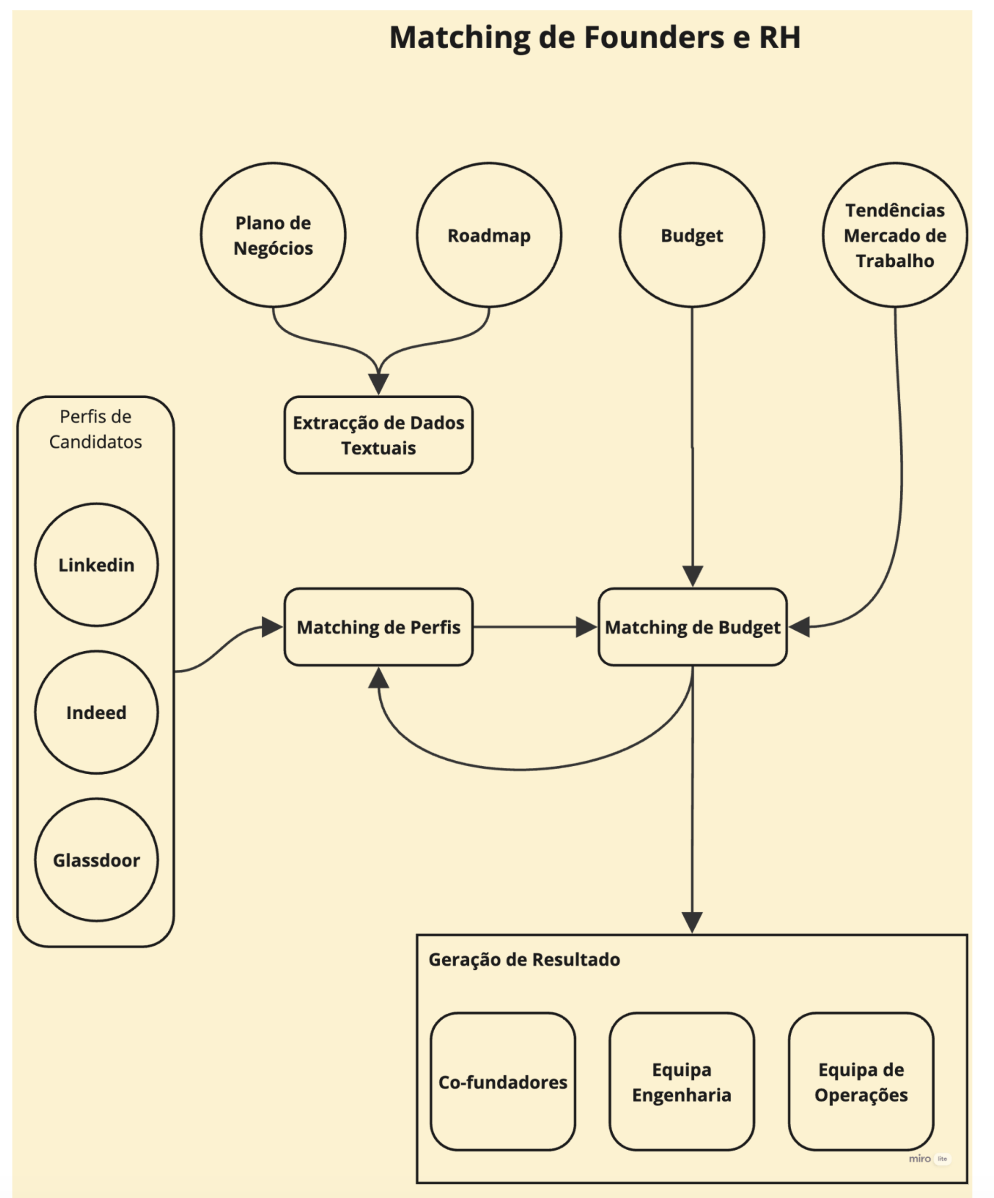 Matching de Founders e RH
Plano de
Negócios
Roadmap
Budget
Tendências
Mercado de
Trabalho
Extracção de Dados
Textuais
Perfis de
Candidatos
Linkedin
Indeed
Glassdoor
Matching de Perfis
Matching de Budget
Geração de Resultado
Co-fundadores
Equipa
Engenharia
Equipa de
Operações
miro lite